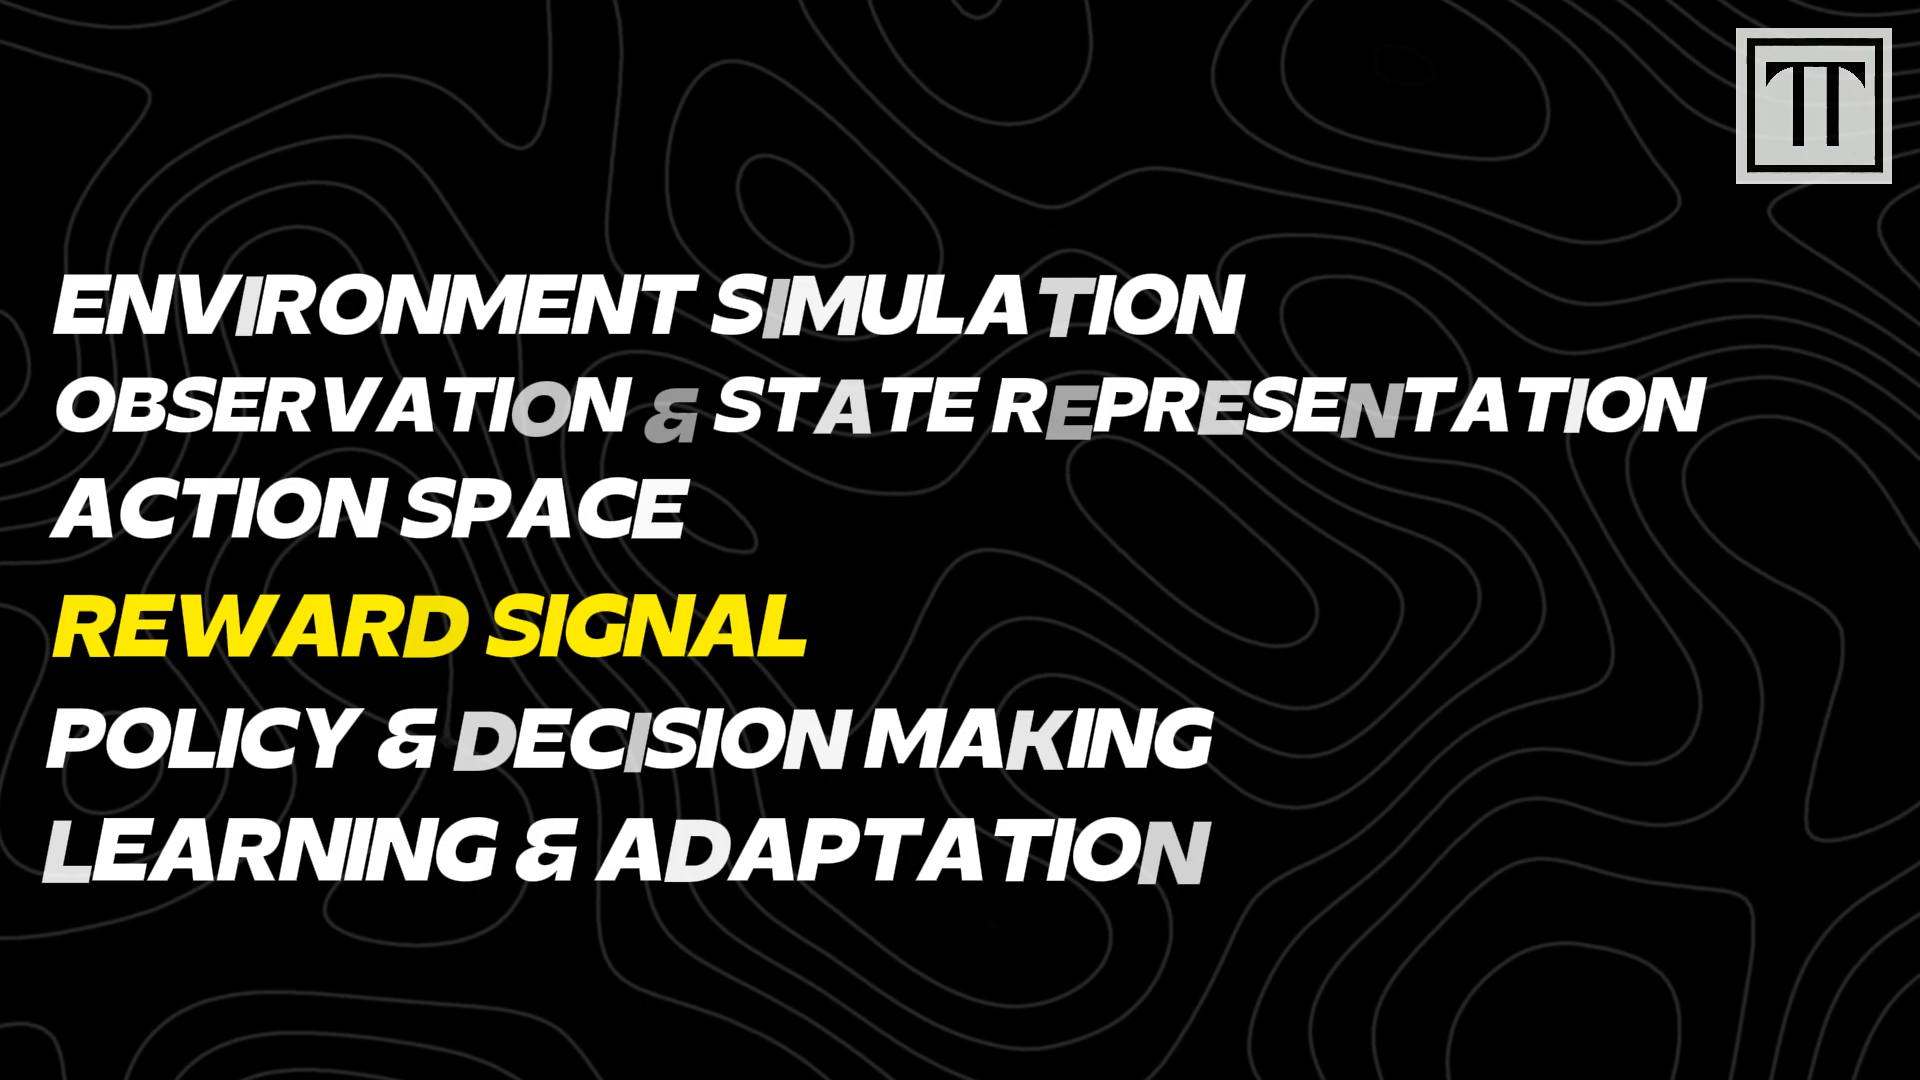 ENVIRONMENT SIMULATION
OBSERVATION & STATE REPRESENTATION
ACTION SPACE
REWARD SIGNAL
POLICY & DECISION MAKING
LEARNING & ADAPTATION